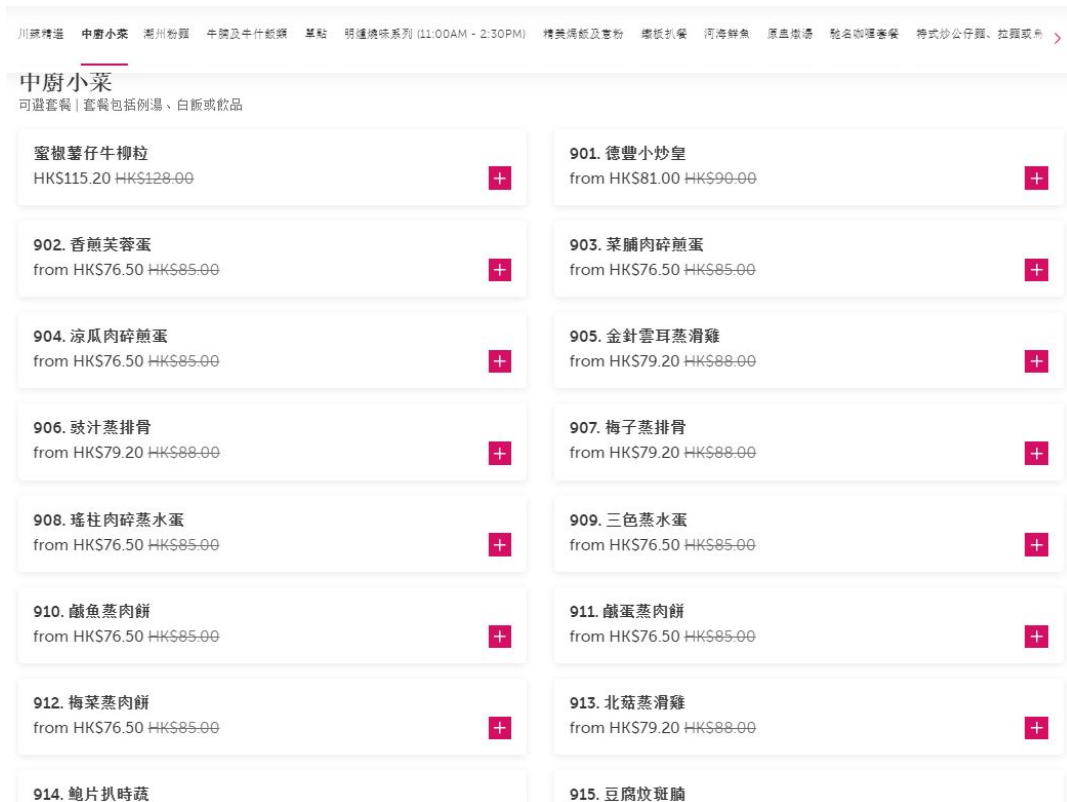 川辣精選 中廚小菜 潮州粉麵 牛腩及牛什飯類 單點 明爐燒味系列 (11:00AM - 2:30PM) 精美焗飯及意粉 鐵板扒餐 河海鮮魚 原盅燉湯 馳名咖喱套餐 特式炒公仔麵、拉麵或烏
中廚小菜
可選套餐 | 套餐包括例湯、白飯或飲品
蜜椒薯仔牛柳粒
HK$115.20 HK$128.00
901. 德豐小炒皇
from HK$81.00 HK$90.00
902. 香煎芙蓉蛋
from HK$76.50 HK$85.00
903. 菜脯肉碎煎蛋
from HK$76.50 HK$85.00
904. 涼瓜肉碎煎蛋
from HK$76.50 HK$85.00
905. 金針雲耳蒸滑雞
from HK$79.20 HK$88.00
906. 豉汁蒸排骨
from HK$79.20 HK$88.00
907. 梅子蒸排骨
from HK$79.20 HK$88.00
908. 瑤柱肉碎蒸水蛋
from HK$76.50 HK$85.00
909. 三色蒸水蛋
from HK$76.50 HK$85.00
910. 鹹魚蒸肉餅
from HK$76.50 HK$85.00
911. 鹹蛋蒸肉餅
from HK$76.50 HK$85.00
912. 梅菜蒸肉餅
from HK$76.50 HK$85.00
913. 北菇蒸滑雞
from HK$79.20 HK$88.00
914. 鮑片扒時蔬
915. 豆腐炆斑腩